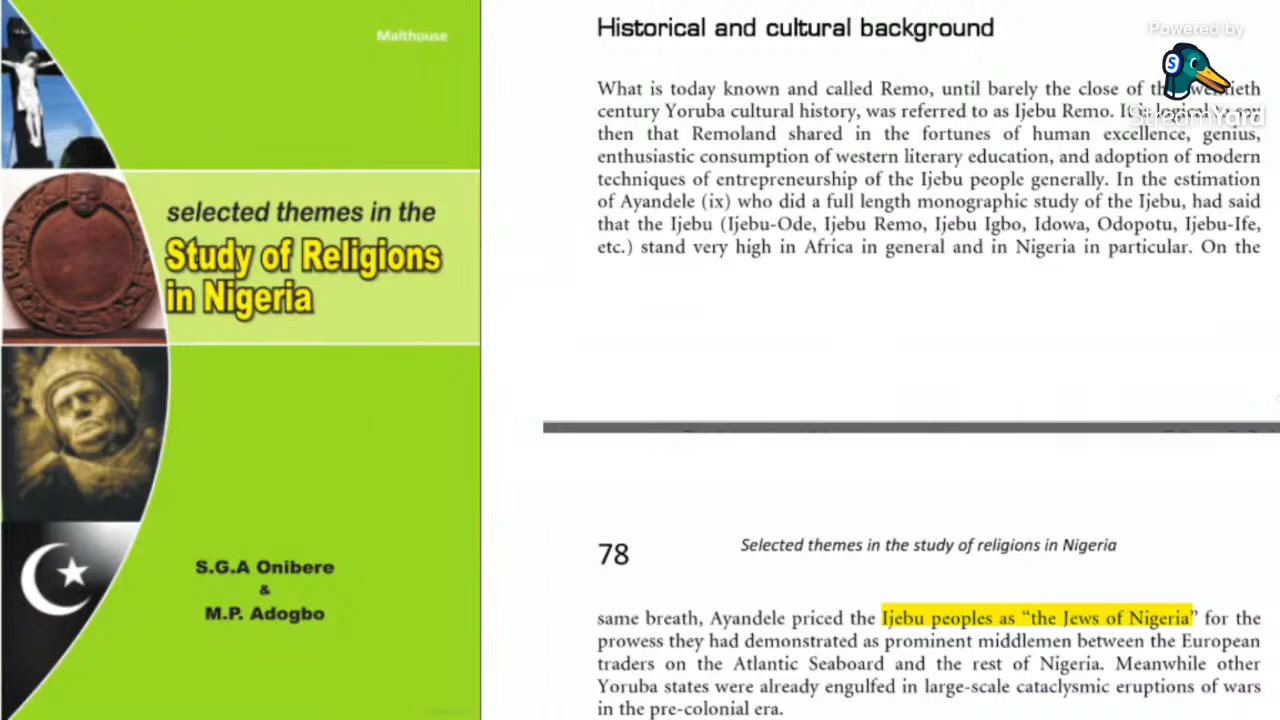 Malthouse
selected themes in the
Study of Religions
in Nigeria
S.G.A Onibere
&
M.P. Adogbo
Historical and cultural background
What is today known and called Remo, until barely the close of the twentieth
century Yoruba cultural history, was referred to as Ijebu Remo. It is logical to say
then that Remoland shared in the fortunes of human excellence, genius,
enthusiastic consumption of western literary education, and adoption of modern
techniques of entrepreneurship of the Ijebu people generally. In the estimation
of Ayandele (ix) who did a full length monographic study of the Ijebu, had said
that the Ijebu (Ijebu-Ode, Ijebu Remo, Ijebu Igbo, Idowa, Odopotu, Ijebu-Ife,
etc.) stand very high in Africa in general and in Nigeria in particular. On the
78
Selected themes in the study of religions in Nigeria
same breath, Ayandele priced the Ijebu peoples as “the Jews of Nigeria” for the
prowess they had demonstrated as prominent middlemen between the European
traders on the Atlantic Seaboard and the rest of Nigeria. Meanwhile other
Yoruba states were already engulfed in large-scale cataclysmic eruptions of wars
in the pre-colonial era.
Powered by
S
StreamYard